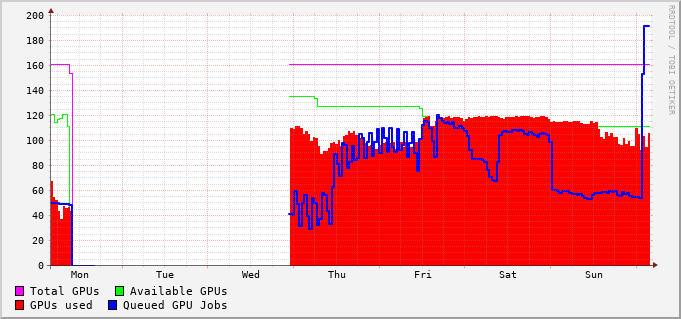 200
180
160
140
120
100
80
60
40
20
0
Mon Tue Wed Thu Fri Sat Sun
Total GPUs Available GPUs
GPUs used Queued GPU Jobs
RRDTOOL / TOBI OETIKER